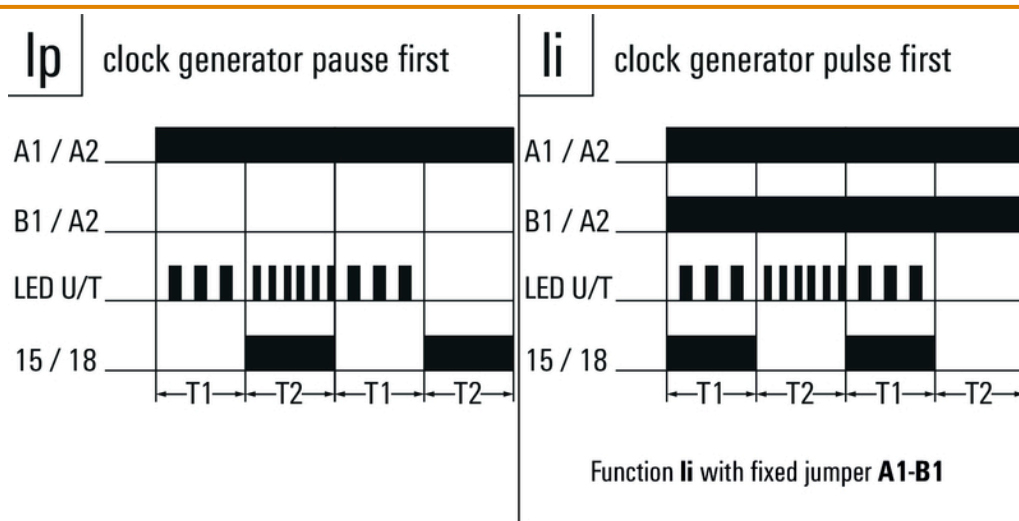 Ip clock generator pause first
A1 / A2
B1 / A2
LED U/T
15 / 18
T1 T2 T1 T2
Ii clock generator pulse first
A1 / A2
B1 / A2
LED U/T
15 / 18
T1 T2 T1 T2
Function Ii with fixed jumper A1-B1